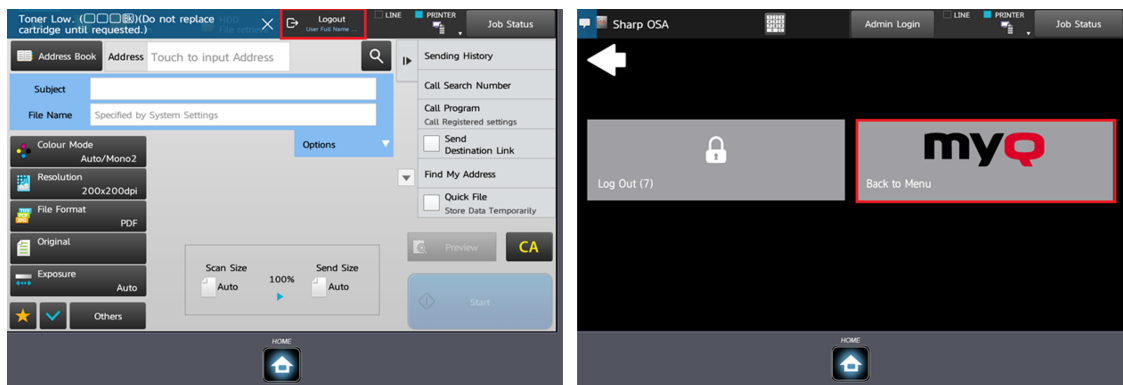 Toner Low. (Bk)(Do not replace
cartridge until requested.)
HDD
File retrie
Logout
User Full Name ...
LINE
PRINTER
Job Status
Address Book
Address
Touch to input Address
Subject
File Name
Specified by System Settings
Options
Colour Mode
Auto/Mono2
Resolution
200x200dpi
File Format
PDF
Original
Exposure
Auto
Others
Scan Size
Auto
100%
Send Size
Auto
Sending History
Call Search Number
Call Program
Call Registered settings
Send
Destination Link
Find My Address
Quick File
Store Data Temporarily
Preview
CA
Start
HOME
Sharp OSA
Admin Login
LINE
PRINTER
Job Status
Log Out (7)
myQ
Back to Menu
HOME